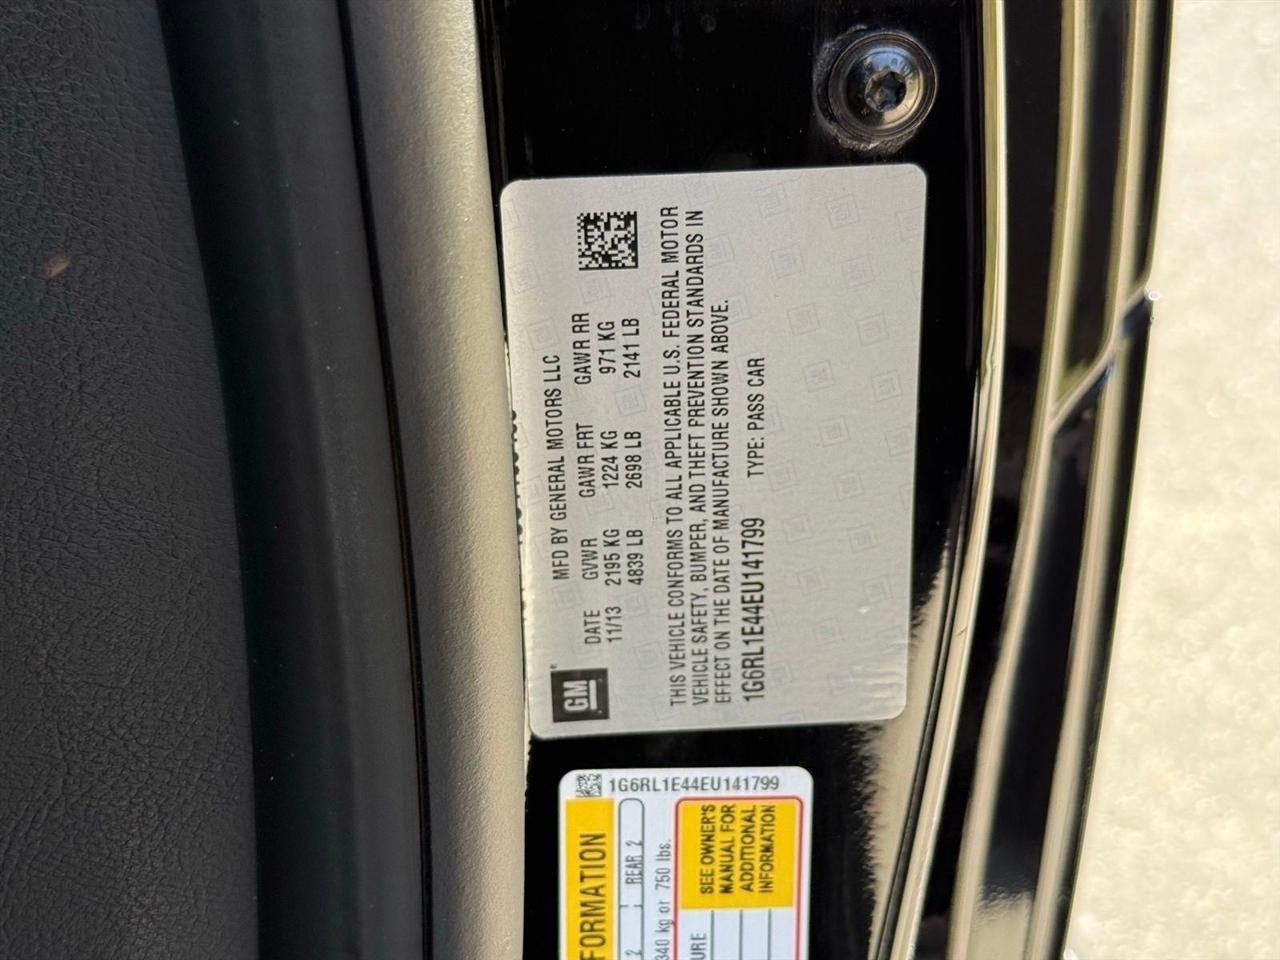 GM
MFD BY GENERAL MOTORS LLC
DATE GVWR GAWR FRT GAWR RR
11/13 2195 KG 1224 KG 971 KG
4839 LB 2698 LB 2141 LB
THIS VEHICLE CONFORMS TO ALL APPLICABLE U.S. FEDERAL MOTOR
VEHICLE SAFETY, BUMPER, AND THEFT PREVENTION STANDARDS IN
EFFECT ON THE DATE OF MANUFACTURE SHOWN ABOVE.
1G6RL1E44EU141799 TYPE: PASS CAR
1G6RL1E44EU141799
FORMATION
2 REAR 2
340 kg or 750 lbs.
URE
SEE OWNER'S
MANUAL FOR
ADDITIONAL
INFORMATION